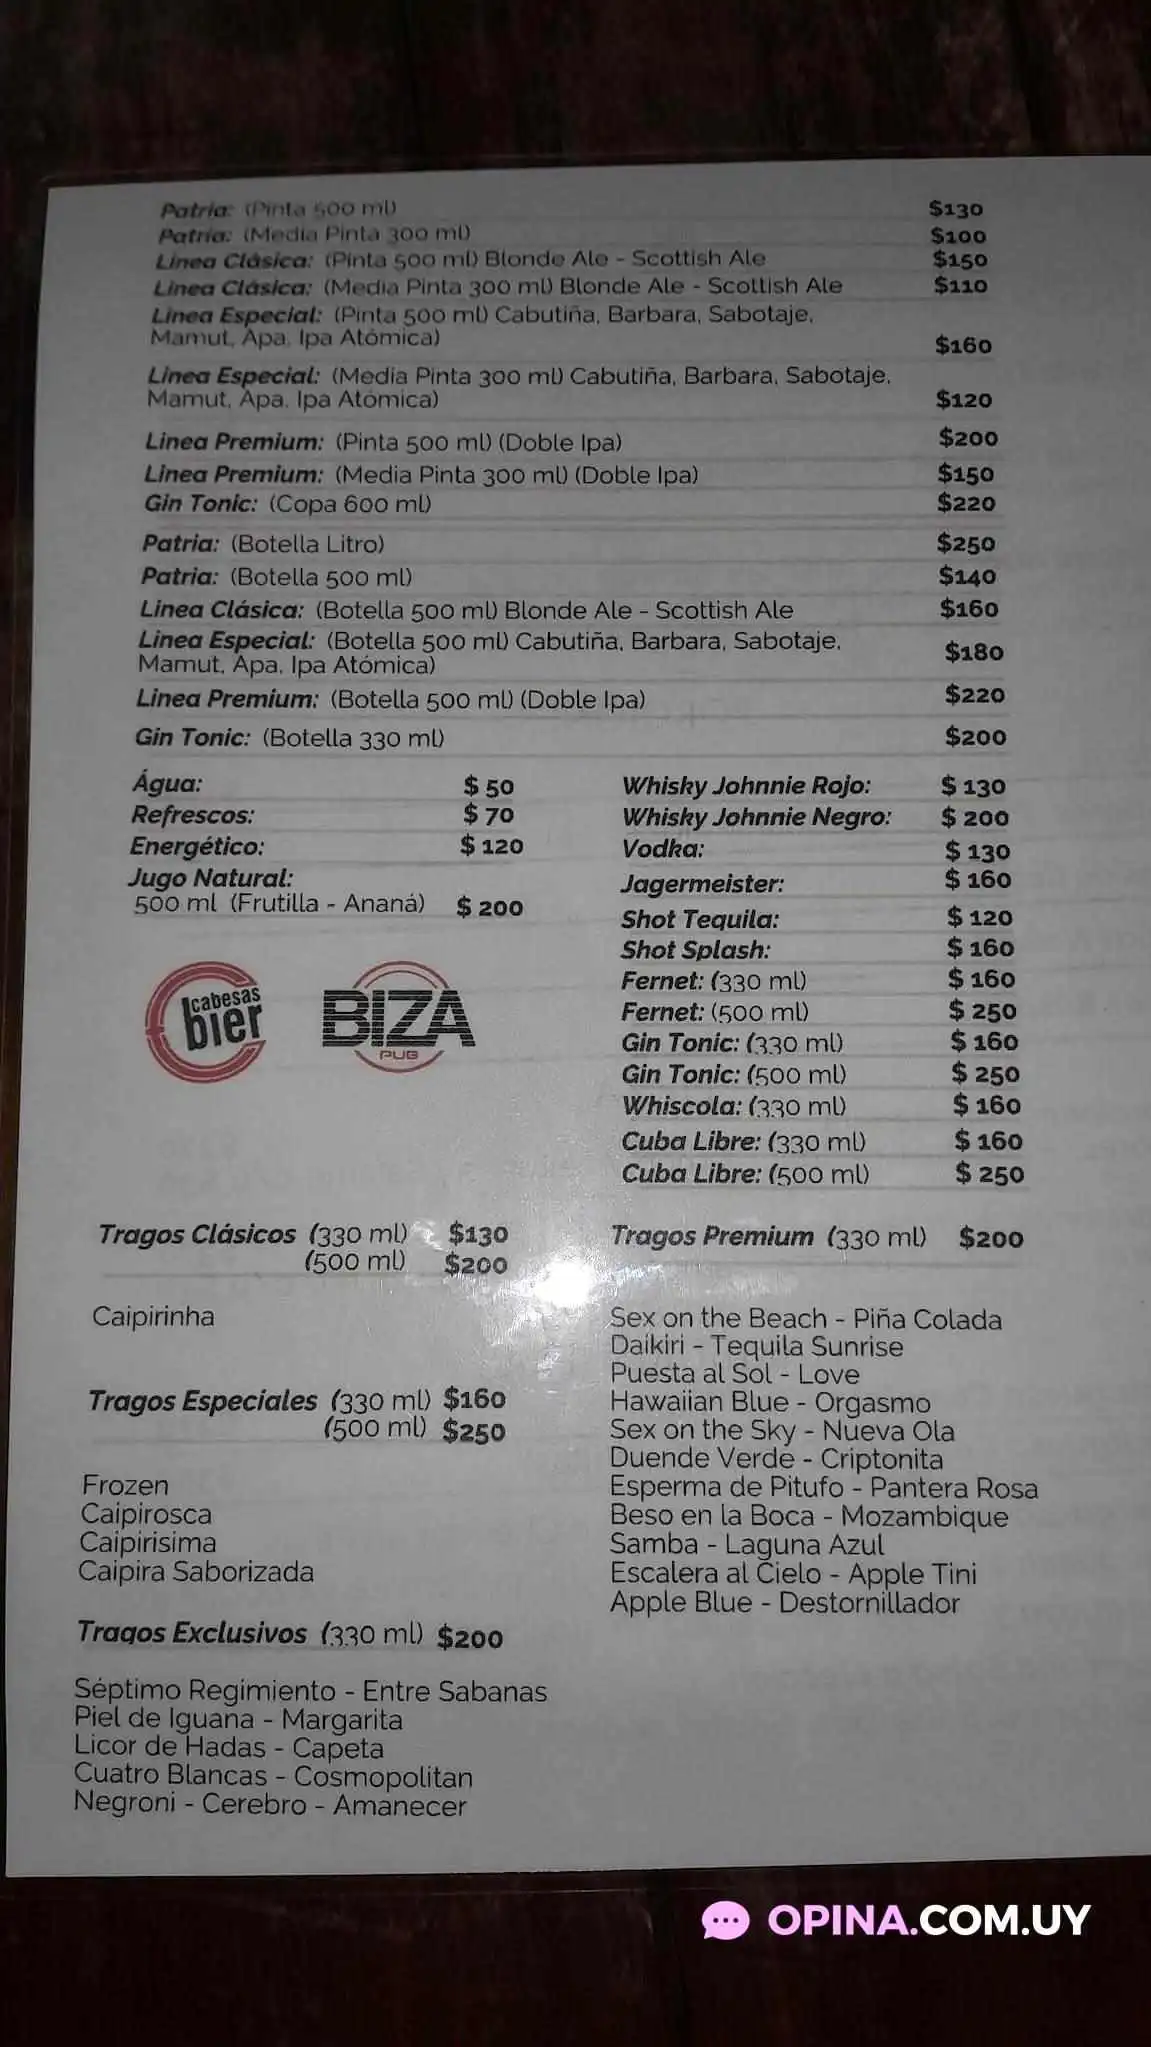 Patria: (Pinta 500 ml) $130
Patria: (Media Pinta 300 ml) $100
Linea Clásica: (Pinta 500 ml) Blonde Ale - Scottish Ale $150
Linea Clásica: (Media Pinta 300 ml) Blonde Ale - Scottish Ale $110
Linea Especial: (Pinta 500 ml) Cabutiña, Barbara, Sabotaje,
Mamut, Apa, Ipa Atómica) $160
Linea Especial: (Media Pinta 300 ml) Cabutiña, Barbara, Sabotaje,
Mamut, Apa, Ipa Atómica) $120
Linea Premium: (Pinta 500 ml) (Doble Ipa) $200
Linea Premium: (Media Pinta 300 ml) (Doble Ipa) $150
Gin Tonic: (Copa 600 ml) $220
Patria: (Botella Litro) $250
Patria: (Botella 500 ml) $140
Linea Clásica: (Botella 500 ml) Blonde Ale - Scottish Ale $160
Linea Especial: (Botella 500 ml) Cabutiña, Barbara, Sabotaje,
Mamut, Apa, Ipa Atómica) $180
Linea Premium: (Botella 500 ml) (Doble Ipa) $220
Gin Tonic: (Botella 330 ml) $200
Água: $ 50
Refrescos: $ 70
Energético: $ 120
Jugo Natural:
500 ml (Frutilla - Ananá) $ 200
cabesas
bier
BIZA
PUB
Whisky Johnnie Rojo: $ 130
Whisky Johnnie Negro: $ 200
Vodka: $ 130
Jagermeister: $ 160
Shot Tequila: $ 120
Shot Splash: $ 160
Fernet: (330 ml) $ 160
Fernet: (500 ml) $ 250
Gin Tonic: (330 ml) $ 160
Gin Tonic: (500 ml) $ 250
Whiscola: (330 ml) $ 160
Cuba Libre: (330 ml) $ 160
Cuba Libre: (500 ml) $ 250
Tragos Clásicos (330 ml) $130
(500 ml) $200
Caipirinha
Tragos Especiales (330 ml) $160
(500 ml) $250
Frozen
Caipirosca
Caipirisima
Caipira Saborizada
Tragos Exclusivos (330 ml) $200
Séptimo Regimiento - Entre Sabanas
Piel de Iguana - Margarita
Licor de Hadas - Capeta
Cuatro Blancas - Cosmopolitan
Negroni - Cerebro - Amanecer
Tragos Premium (330 ml) $200
Sex on the Beach - Piña Colada
Daikiri - Tequila Sunrise
Puesta al Sol - Love
Hawaiian Blue - Orgasmo
Sex on the Sky - Nueva Ola
Duende Verde - Criptonita
Esperma de Pitufo - Pantera Rosa
Beso en la Boca - Mozambique
Samba - Laguna Azul
Escalera al Cielo - Apple Tini
Apple Blue - Destornillador
OPINA.COM.UY